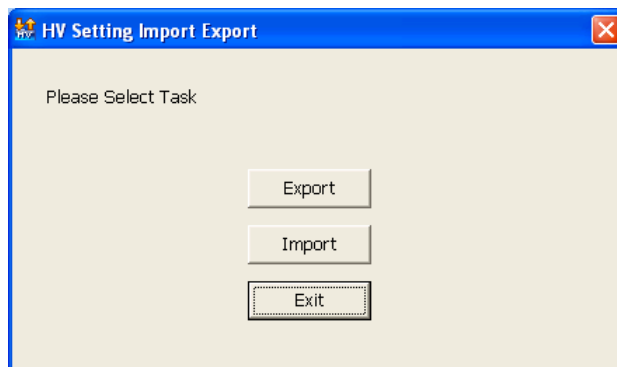 HV Setting Import Export
Please Select Task
Export
Import
Exit